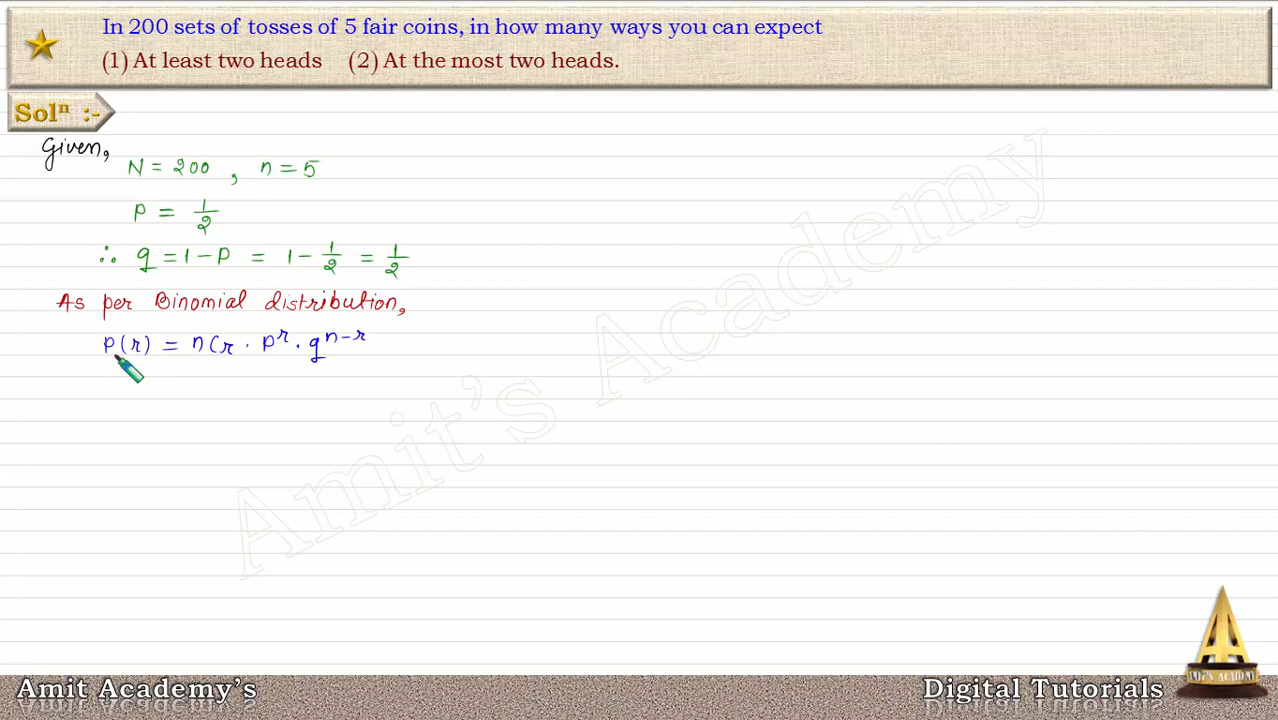 In 200 sets of tosses of 5 fair coins, in how many ways you can expect
(1) At least two heads (2) At the most two heads.
Solⁿ :-
Given,
N = 200 , n = 5
P = 1/2
∴ q = 1 - P = 1 - 1/2 = 1/2
As per Binomial distribution,
P(r) = nCr · p^r · q^(n-r)
Amit's Academy
AMIT'S ACADEMY
Amit Academy's
Digital Tutorials